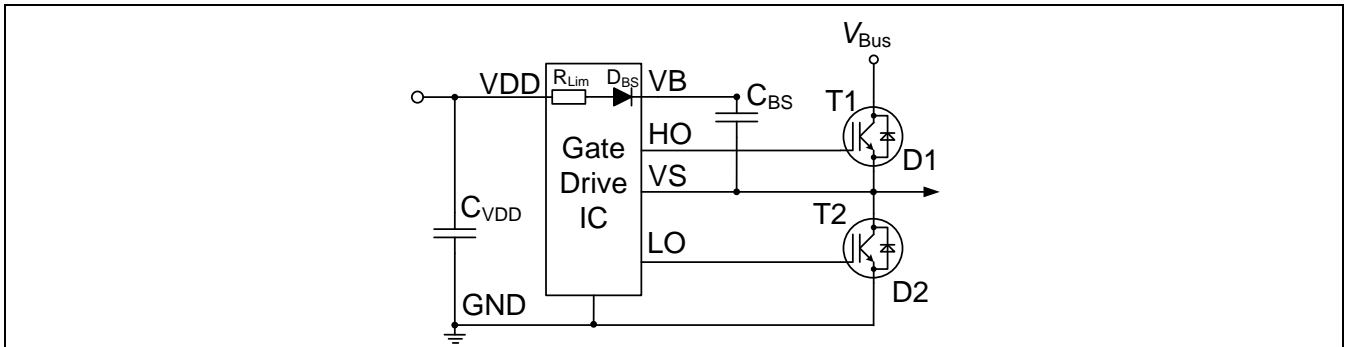 VBus
VDD
RLim
DBS
VB
CBS
T1
HO
D1
Gate
Drive
IC
VS
CVDD
T2
LO
D2
GND